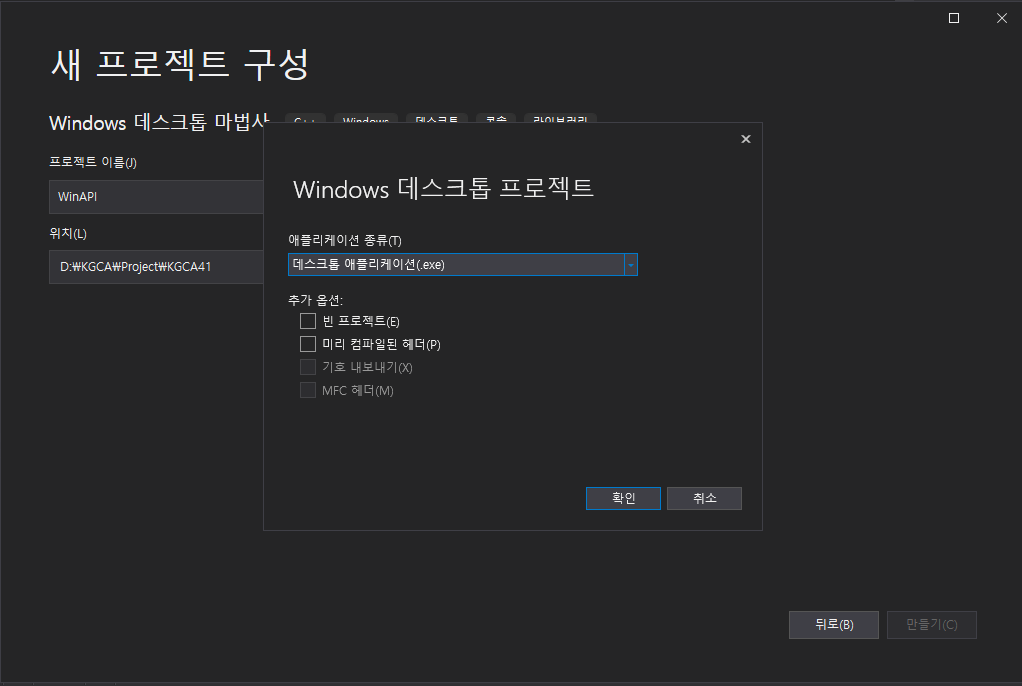 새 프로젝트 구성
Windows 데스크톱 마법사 C++ Windows 데스크톱 콘솔 라이브러리
프로젝트 이름(J)
WinAPI
위치(L)
D:₩KGCA₩Project₩KGCA41
Windows 데스크톱 프로젝트
애플리케이션 종류(T)
데스크톱 애플리케이션(.exe)
추가 옵션:
빈 프로젝트(E)
미리 컴파일된 헤더(P)
기호 내보내기(X)
MFC 헤더(M)
확인 취소
뒤로(B) 만들기(C)